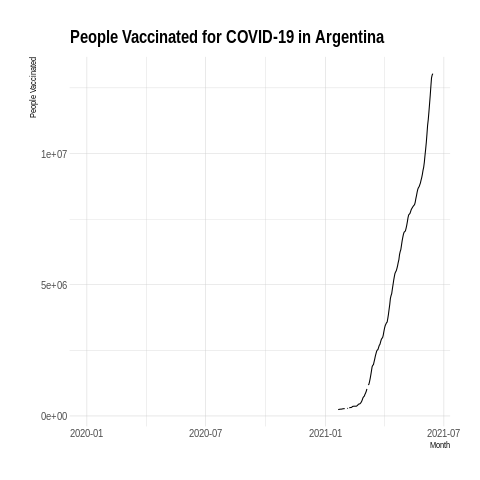 People Vaccinated for COVID-19 in Argentina
People Vaccinated
1e+07
5e+06
0e+00
2020-01 2020-07 2021-01 2021-07
Month